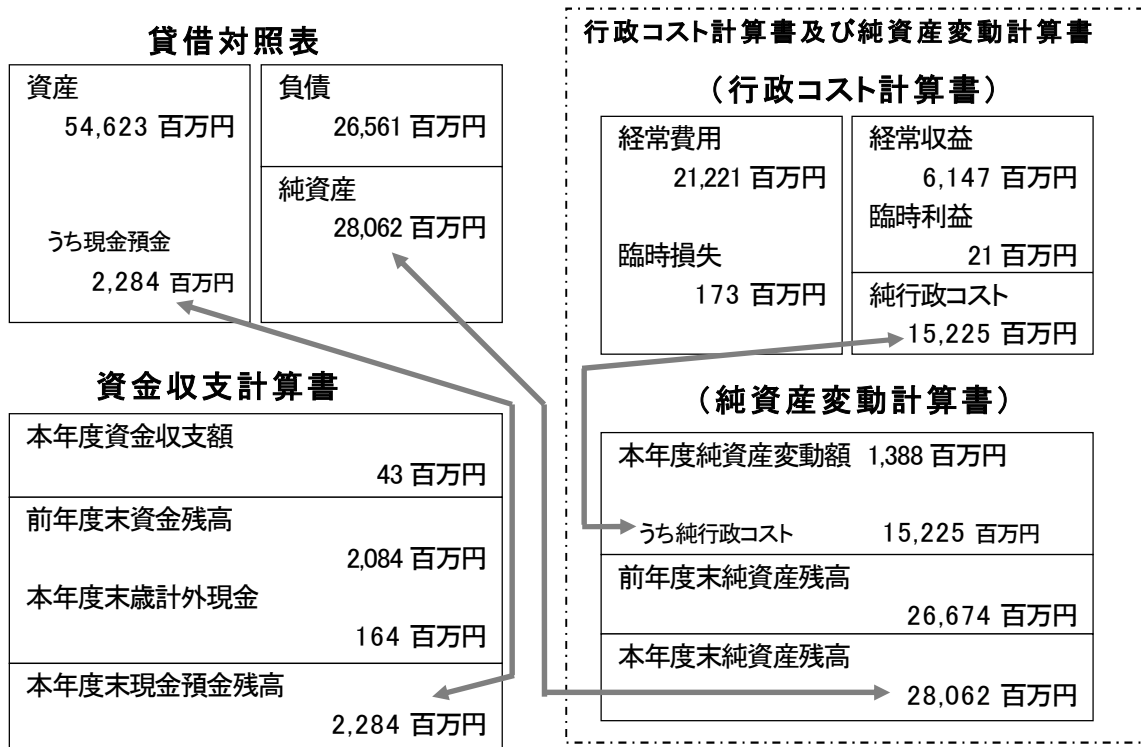 貸借対照表
資産
54,623 百万円
うち現金預金
2,284 百万円
負債
26,561 百万円
純資産
28,062 百万円
資金収支計算書
本年度資金収支額
43 百万円
前年度末資金残高
2,084 百万円
本年度末歳計外現金
164 百万円
本年度末現金預金残高
2,284 百万円
行政コスト計算書及び純資産変動計算書
（行政コスト計算書）
経常費用
21,221 百万円
臨時損失
173 百万円
経常収益
6,147 百万円
臨時利益
21 百万円
純行政コスト
15,225 百万円
（純資産変動計算書）
本年度純資産変動額 1,388 百万円
うち純行政コスト 15,225 百万円
前年度末純資産残高
26,674 百万円
本年度末純資産残高
28,062 百万円